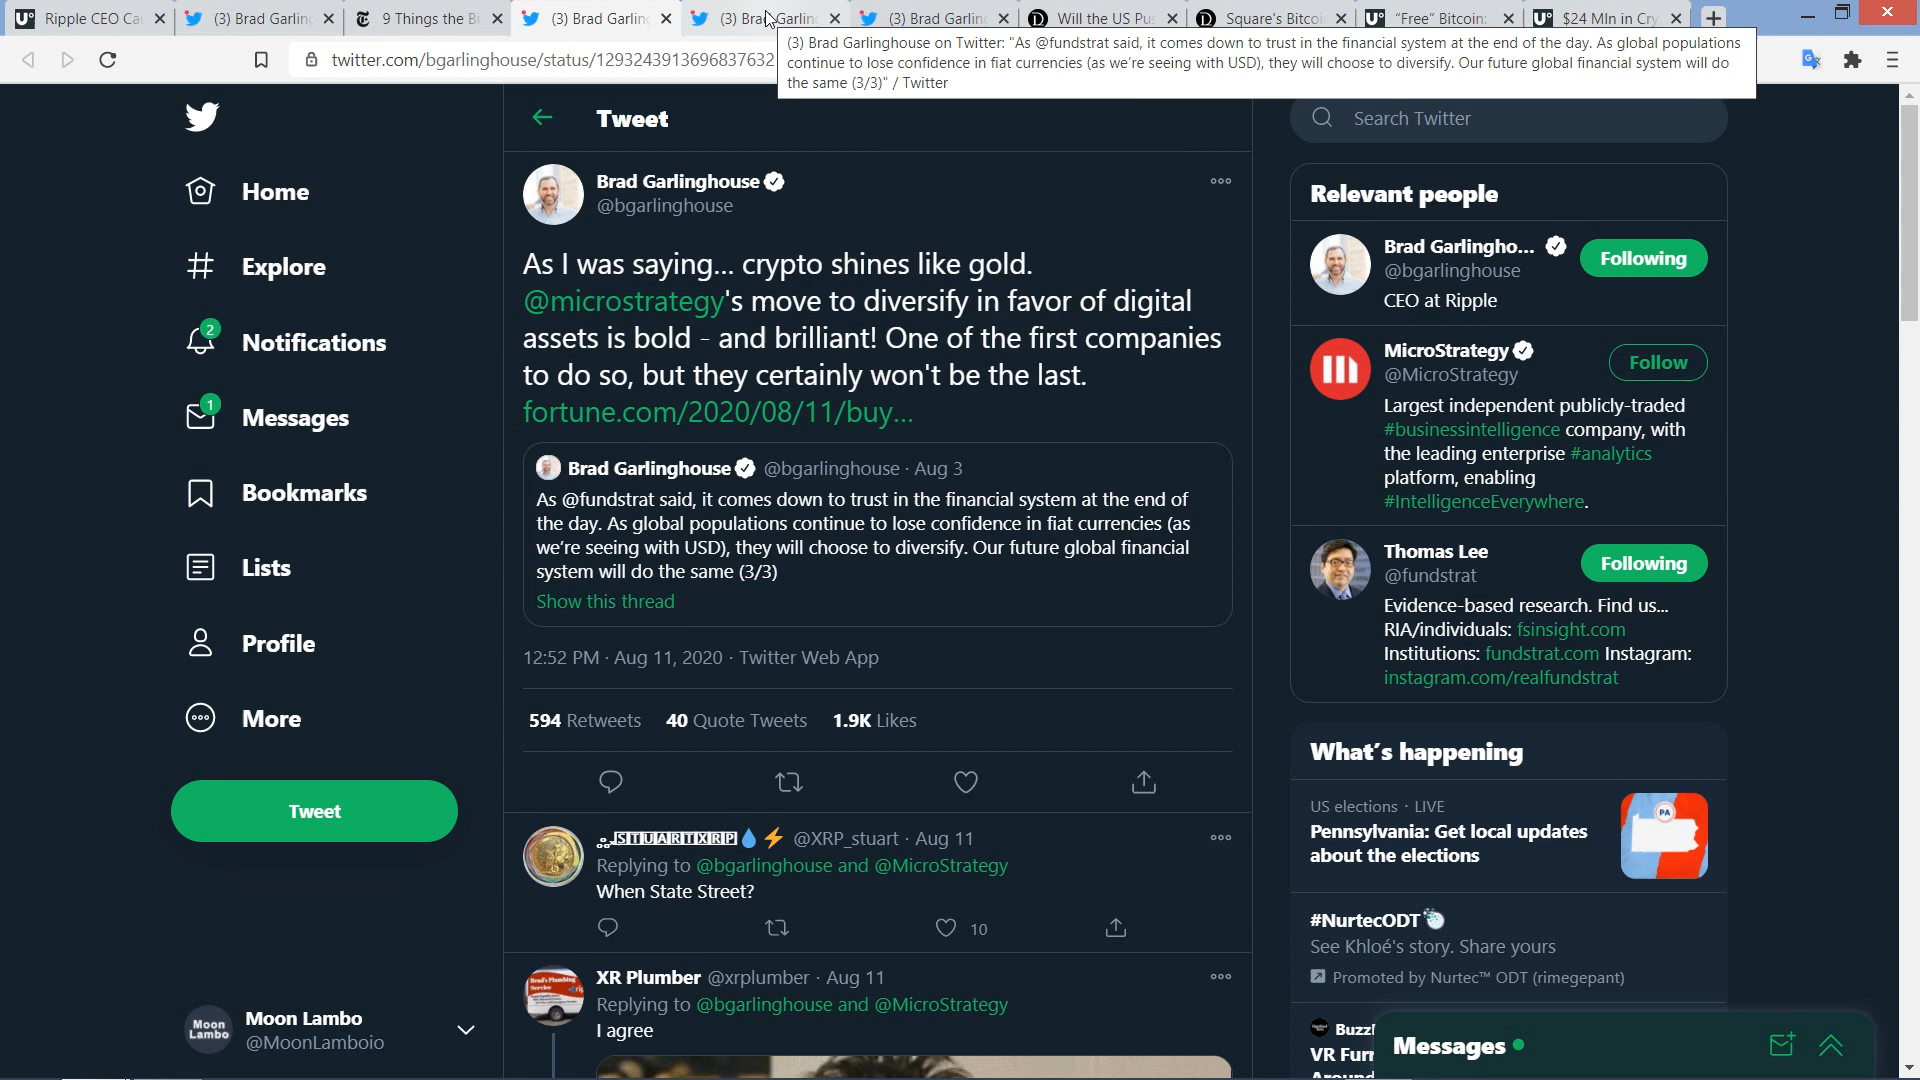 Ripple CEO Ca
(3) Brad Garling
9 Things the Bi
(3) Brad Garling
(3) Brad Garling
(3) Brad Garling
Will the US Pu
Square's Bitcoi
“Free” Bitcoin:
$24 Mln in Cry
twitter.com/bgarlinghouse/status/1293243913696837632
(3) Brad Garlinghouse on Twitter: "As @fundstrat said, it comes down to trust in the financial system at the end of the day. As global populations
continue to lose confidence in fiat currencies (as we’re seeing with USD), they will choose to diversify. Our future global financial system will do
the same (3/3)" / Twitter
Home
Explore
2
Notifications
1
Messages
Bookmarks
Lists
Profile
More
Tweet
Moon Lambo
Moon Lambo
@MoonLamboio
Tweet
Brad Garlinghouse
@bgarlinghouse
As I was saying... crypto shines like gold.
@microstrategy's move to diversify in favor of digital
assets is bold - and brilliant! One of the first companies
to do so, but they certainly won't be the last.
fortune.com/2020/08/11/buy...
Brad Garlinghouse @bgarlinghouse · Aug 3
As @fundstrat said, it comes down to trust in the financial system at the end of
the day. As global populations continue to lose confidence in fiat currencies (as
we’re seeing with USD), they will choose to diversify. Our future global financial
system will do the same (3/3)
Show this thread
12:52 PM · Aug 11, 2020 · Twitter Web App
594 Retweets 40 Quote Tweets 1.9K Likes
STUARTXRP @XRP_stuart · Aug 11
Replying to @bgarlinghouse and @MicroStrategy
When State Street?
10
XR Plumber @xrplumber · Aug 11
Replying to @bgarlinghouse and @MicroStrategy
I agree
Search Twitter
Relevant people
Brad Garlingho...
@bgarlinghouse
Following
CEO at Ripple
MicroStrategy
@MicroStrategy
Follow
Largest independent publicly-traded
#businessintelligence company, with
the leading enterprise #analytics
platform, enabling
#IntelligenceEverywhere.
Thomas Lee
@fundstrat
Following
Evidence-based research. Find us...
RIA/individuals: fsinsight.com
Institutions: fundstrat.com Instagram:
instagram.com/realfundstrat
What’s happening
US elections · LIVE
Pennsylvania: Get local updates
about the elections
PA
#NurtecODT
See Khloé's story. Share yours
Promoted by Nurtec™ ODT (rimegepant)
Messages